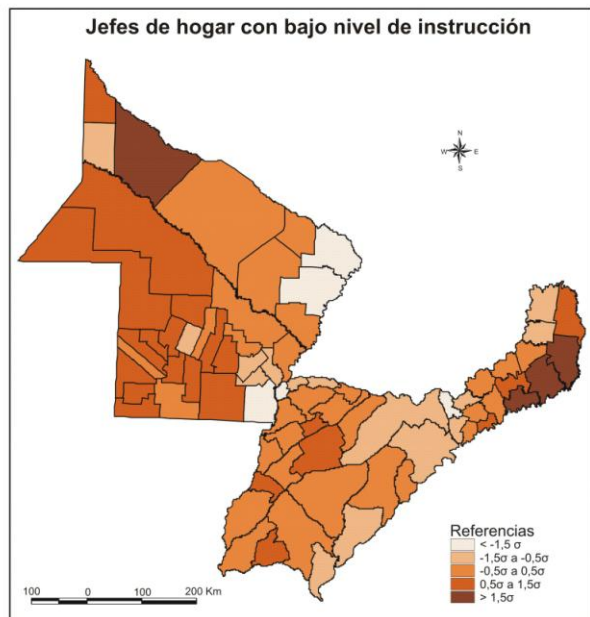 Jefes de hogar con bajo nivel de instrucción
N
W E
S
Referencias
< -1,5 σ
-1,5σ a -0,5σ
-0,5σ a 0,5σ
0,5σ a 1,5σ
> 1,5σ
100 0 100 200 Km